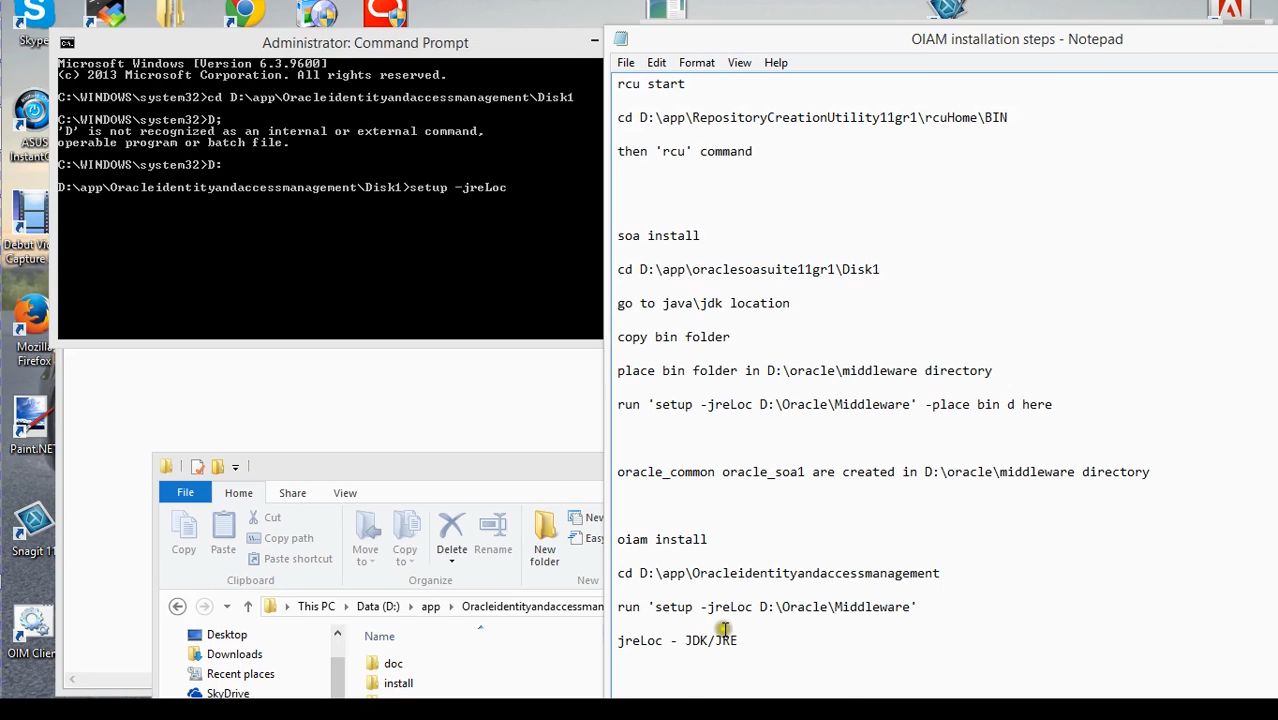 Skype
ASUS
InstantC
Debut Vi
Capture
Mozilla
Firefox
Paint.NE
Snagit 11
OIM Clien
Administrator: Command Prompt
C:\.
Microsoft Windows [Version 6.3.9600]
(c) 2013 Microsoft Corporation. All rights reserved.
C:\WINDOWS\system32>cd D:\app\Oracleidentityandaccessmanagement\Disk1
C:\WINDOWS\system32>D;
'D' is not recognized as an internal or external command,
operable program or batch file.
C:\WINDOWS\system32>D:
D:\app\Oracleidentityandaccessmanagement\Disk1>setup -jreLoc
File
Home
Share
View
Copy
Paste
Cut
Copy path
Paste shortcut
Clipboard
Move
to
Copy
to
Delete
Rename
Organize
New
folder
New
Easy
This PC
Data (D:)
app
Oracleidentityandaccessman
Desktop
Downloads
Recent places
SkyDrive
Name
doc
install
OIAM installation steps - Notepad
File Edit Format View Help
rcu start
cd D:\app\RepositoryCreationUtility11gr1\rcuHome\BIN
then 'rcu' command
soa install
cd D:\app\oraclesoasuite11gr1\Disk1
go to java\jdk location
copy bin folder
place bin folder in D:\oracle\middleware directory
run 'setup -jreLoc D:\Oracle\Middleware' -place bin d here
oracle_common oracle_soa1 are created in D:\oracle\middleware directory
oiam install
cd D:\app\Oracleidentityandaccessmanagement
run 'setup -jreLoc D:\Oracle\Middleware'
jreLoc - JDK/JRE